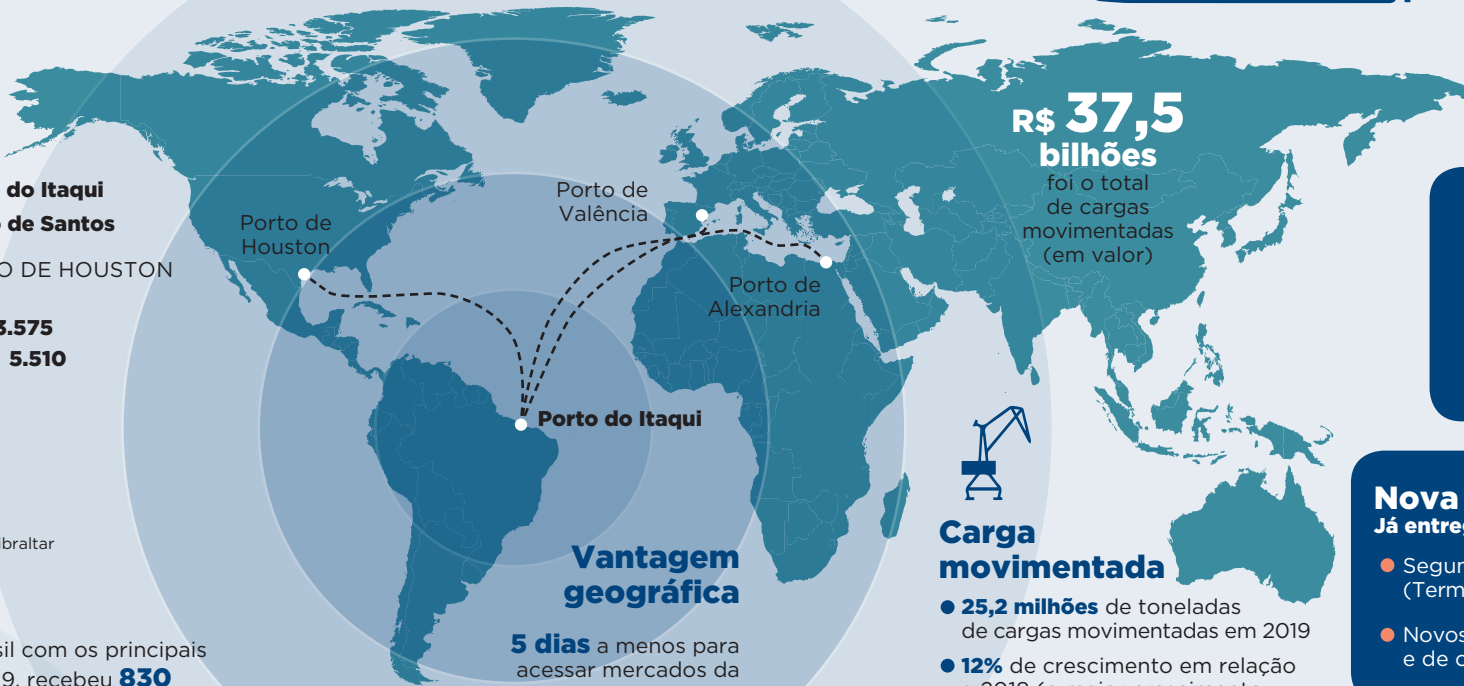 do Itaqui
de Santos
DE HOUSTON
3.575
5.510
ibraltar
sil com os principais
9, recebeu 830
Porto de
Houston
Porto de
Valência
Porto de
Alexandria
Porto do Itaqui
Vantagem
geográfica
5 dias a menos para
acessar mercados da
R$ 37,5
bilhões
foi o total
de cargas
movimentadas
(em valor)
Carga
movimentada
25,2 milhões de toneladas
de cargas movimentadas em 2019
12% de crescimento em relação
Nova
Já entreg
Segun
(Term
Novos
e de c